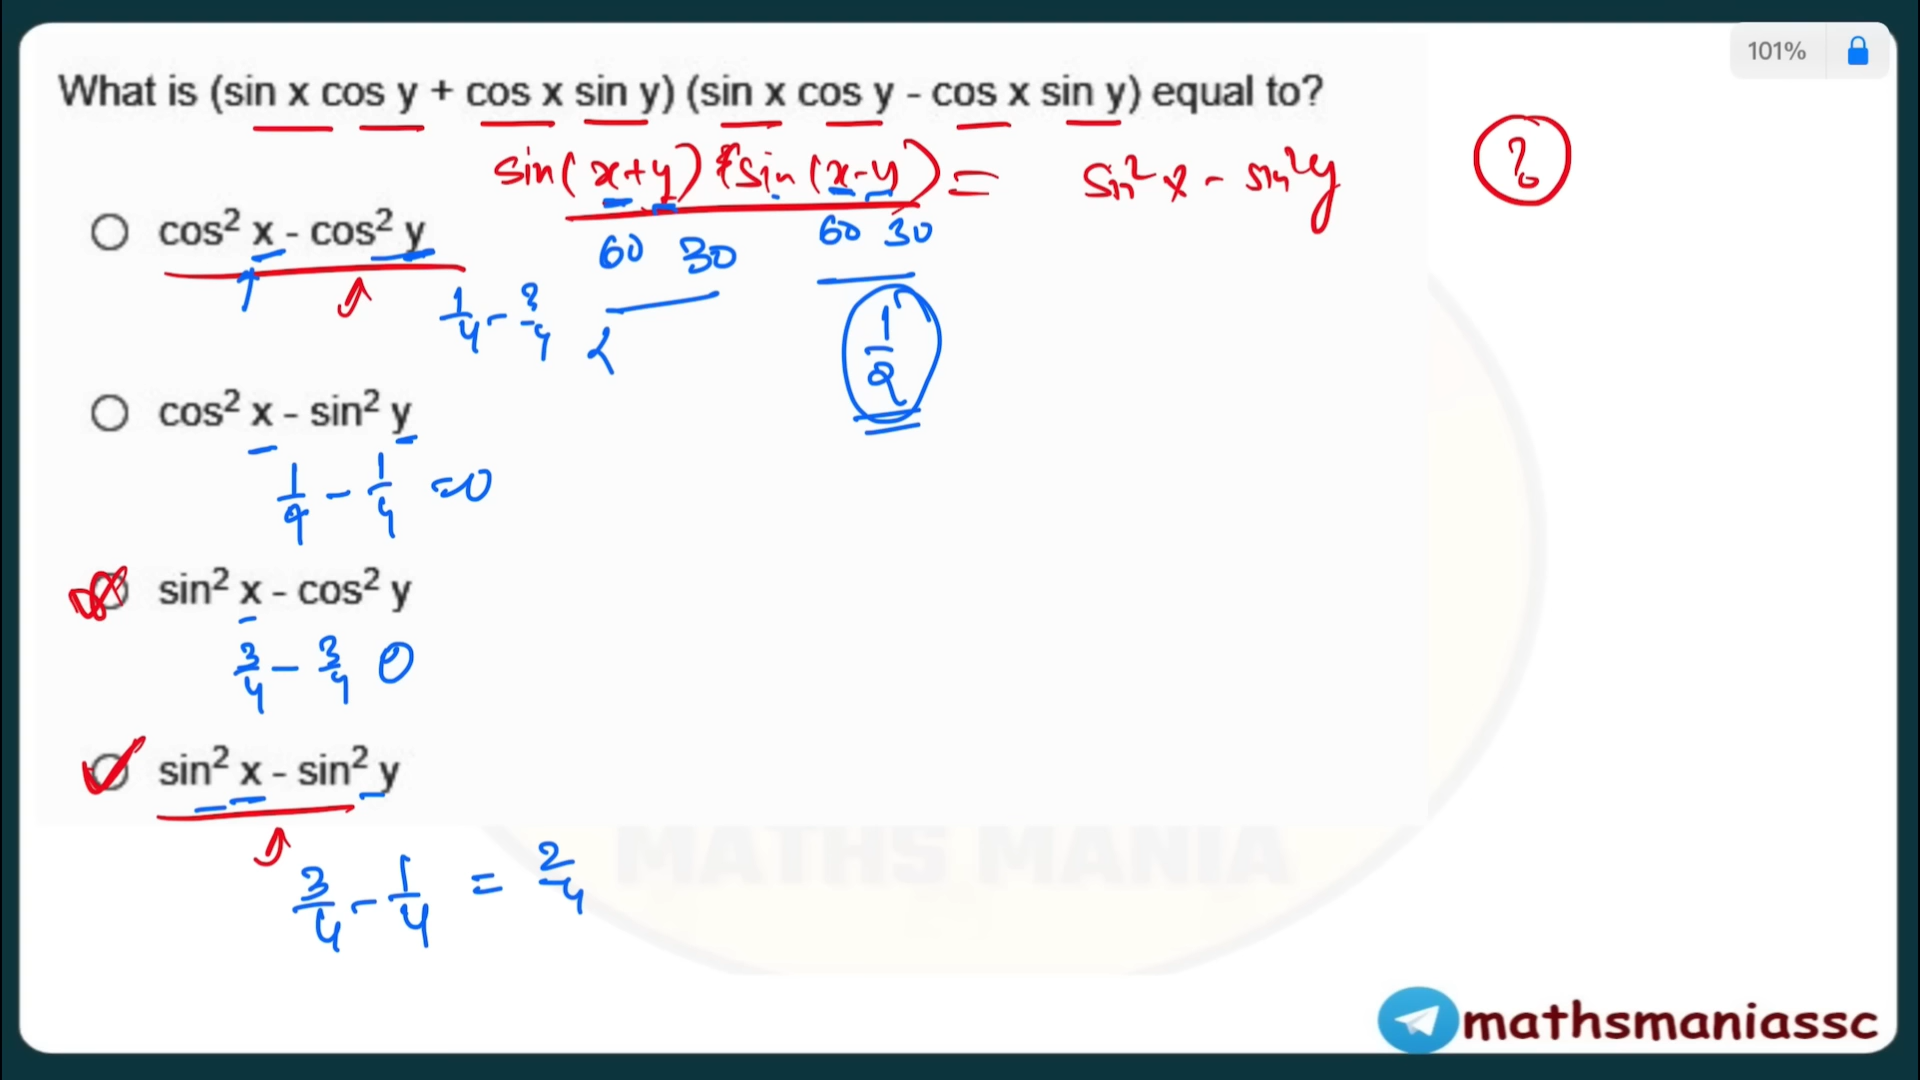 101%
What is (sin x cos y + cos x sin y) (sin x cos y - cos x sin y) equal to?
sin(x+y) sin(x-y) = sin²x - sin²y
?
cos² x - cos² y
60 30
60 30
1/4 - 3/4
1/2
cos² x - sin² y
1/4 - 1/4 = 0
sin² x - cos² y
3/4 - 3/4 0
sin² x - sin² y
3/4 - 1/4 = 2/4
MATHS MANIA
mathsmaniassc